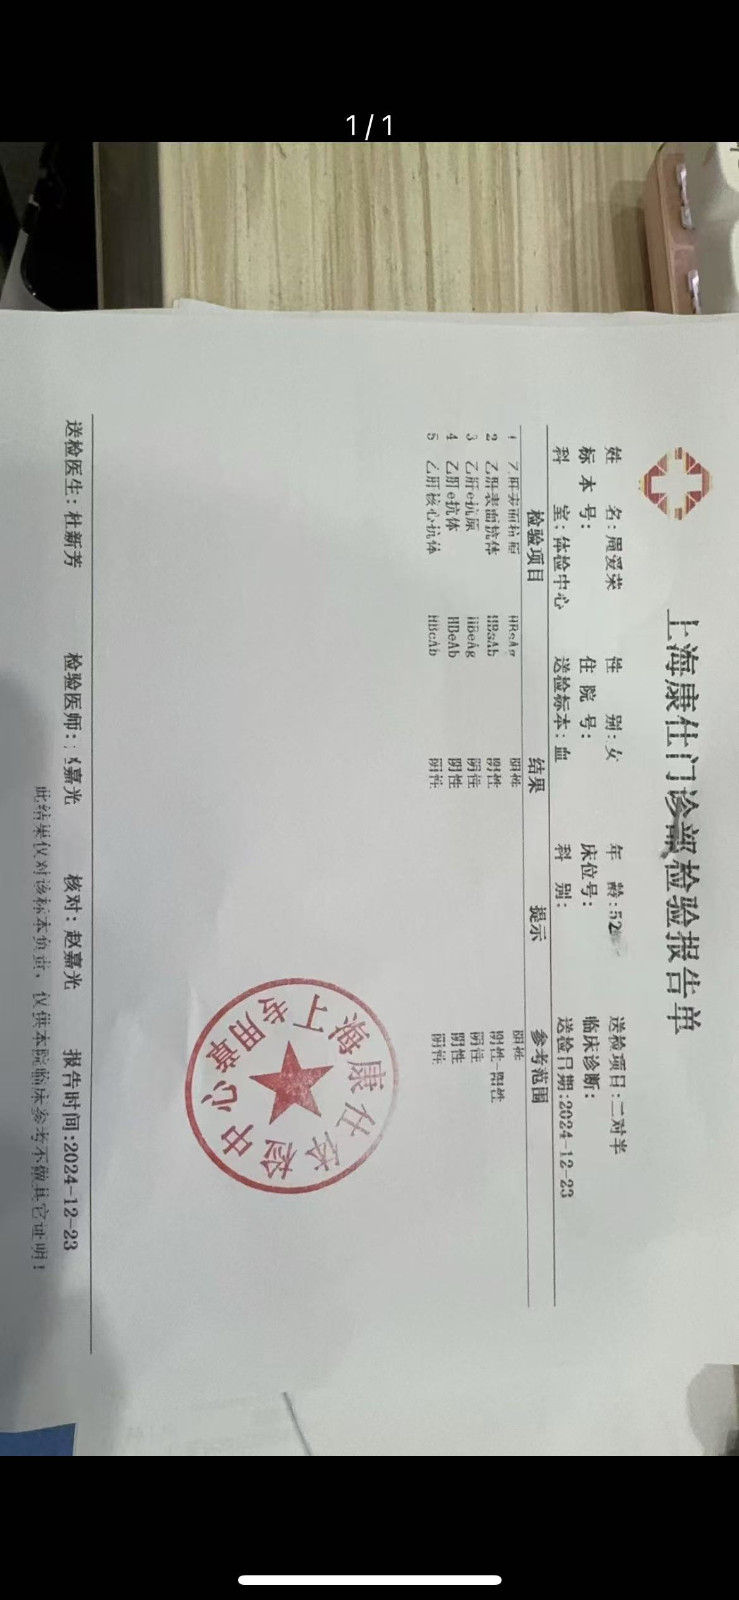 1/1
上海康仕门诊部检验报告单
姓 名:周爱荣 性 别:女 年 龄:52 送检项目:二对半
标 本 号: 住 院 号: 床位号: 临床诊断:
科 室:体检中心 送检标本:血 科 别: 送检日期:2024-12-23
检验项目 结果 提示 参考范围
1 乙肝表面抗原 HBsAg 阴性 阴性
2 乙肝表面抗体 HBsAb 阴性 阴性-阳性
3 乙肝e抗原 HBeAg 阴性 阴性
4 乙肝e抗体 HBeAb 阴性 阴性
5 乙肝核心抗体 HBcAb 阴性 阴性
上海康仕体检中心专用章
送检医生:杜新芳 检验医师: 嘉光 核对:赵嘉光 报告时间:2024-12-23
此结果仅对该标本负责,仅供本院临床参考不做其它证明!